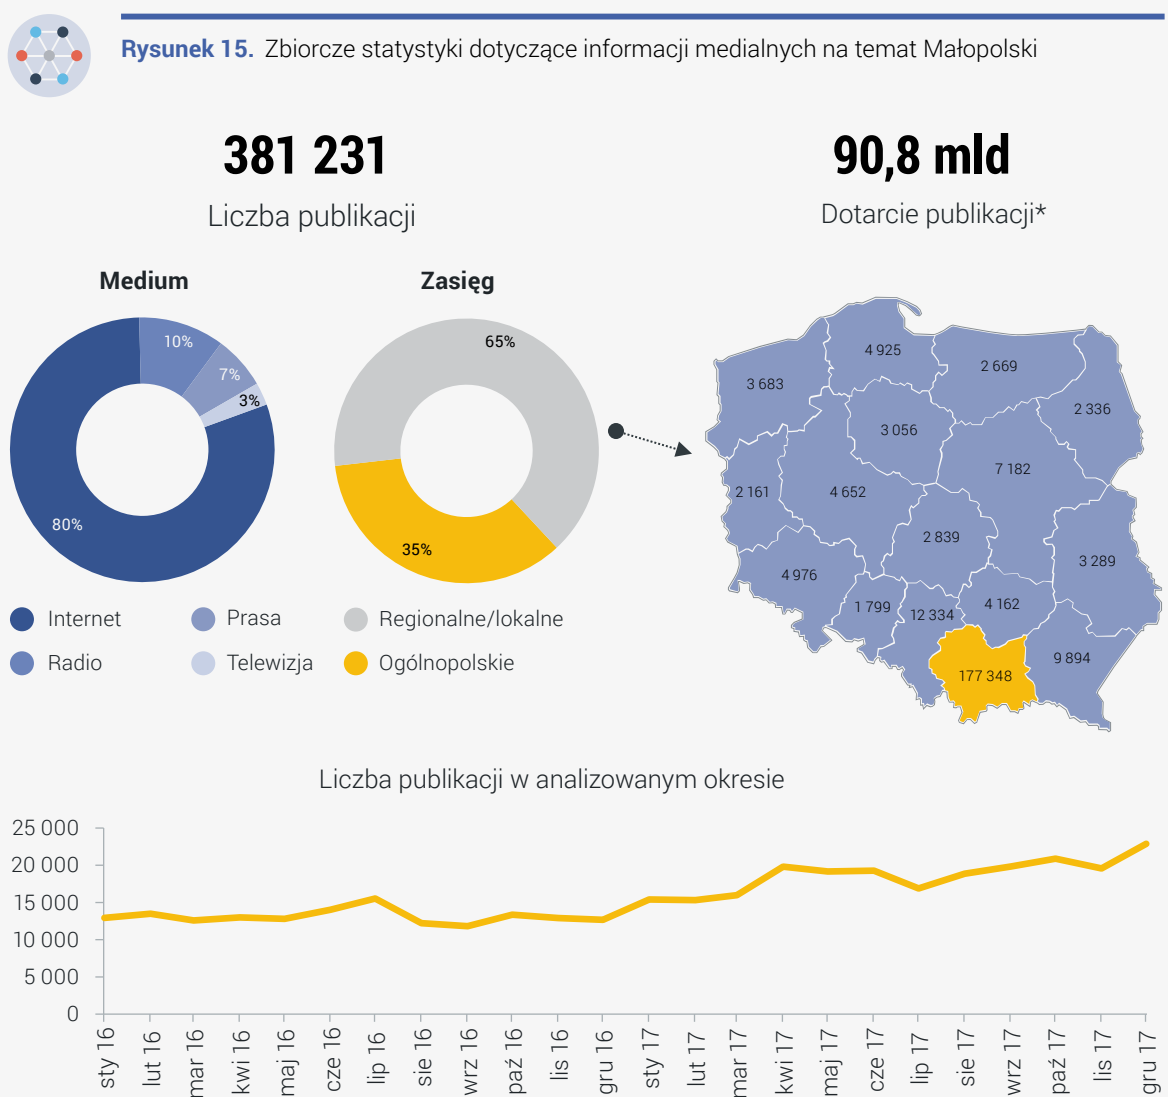 Rysunek 15. Zbiorcze statystyki dotyczące informacji medialnych na temat Małopolski
381 231
Liczba publikacji
90,8 mld
Dotarcie publikacji*
Medium
10%
7%
3%
80%
Internet
Prasa
Radio
Telewizja
Zasięg
65%
35%
Regionalne/lokalne
Ogólnopolskie
4 925
2 669
3 683
2 336
3 056
7 182
2 161
4 652
2 839
3 289
4 976
1 799
12 334
4 162
9 894
177 348
Liczba publikacji w analizowanym okresie
25 000
20 000
15 000
10 000
5 000
0
sty 16
lut 16
mar 16
kwi 16
maj 16
cze 16
lip 16
sie 16
wrz 16
paź 16
lis 16
gru 16
sty 17
lut 17
mar 17
kwi 17
maj 17
cze 17
lip 17
sie 17
wrz 17
paź 17
lis 17
gru 17